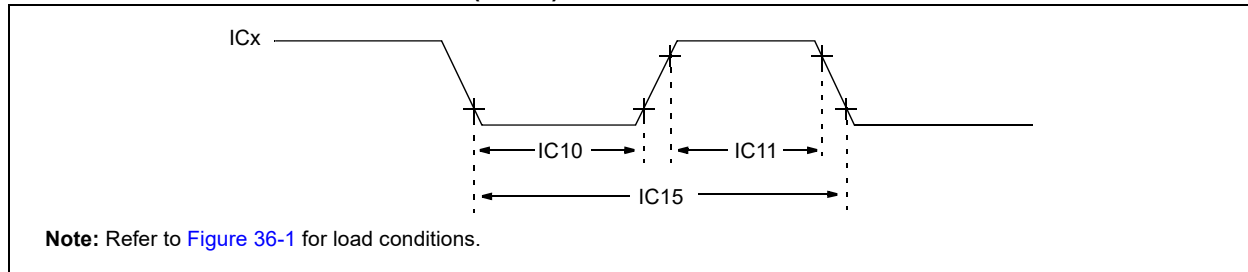 ICx
IC10
IC11
IC15
Note: Refer to Figure 36-1 for load conditions.